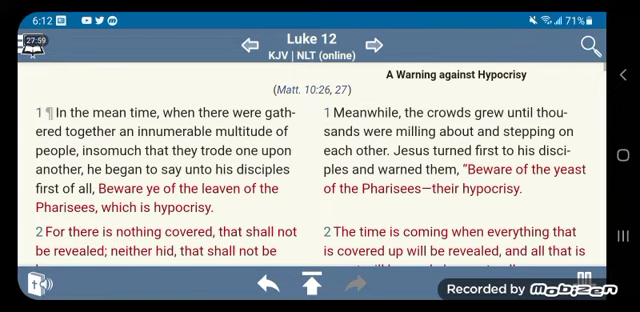 6:12
71%
27:59
Luke 12
KJV | NLT (online)
A Warning against Hypocrisy
(Matt. 10:26, 27)
1 ¶ In the mean time, when there were gath-
ered together an innumerable multitude of
people, insomuch that they trode one upon
another, he began to say unto his disciples
first of all, Beware ye of the leaven of the
Pharisees, which is hypocrisy.
2 For there is nothing covered, that shall not
be revealed; neither hid, that shall not be
1 Meanwhile, the crowds grew until thou-
sands were milling about and stepping on
each other. Jesus turned first to his disci-
ples and warned them, “Beware of the yeast
of the Pharisees—their hypocrisy.
2 The time is coming when everything that
is covered up will be revealed, and all that is
Recorded by Mobizen